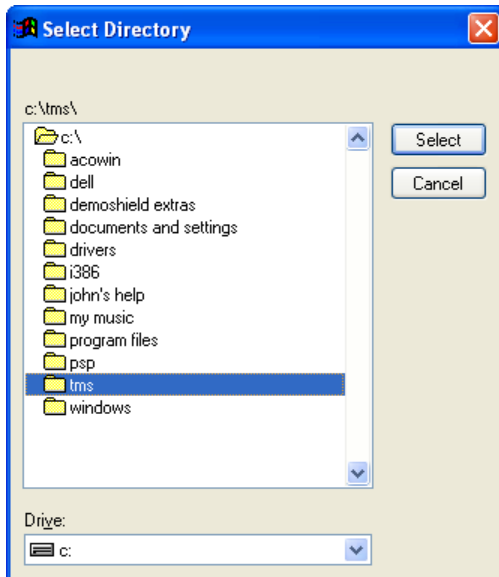 Select Directory
c:\tms\
c:\
acowin
dell
demoshield extras
documents and settings
drivers
i386
john's help
my music
program files
psp
tms
windows
Select
Cancel
Drive:
c: